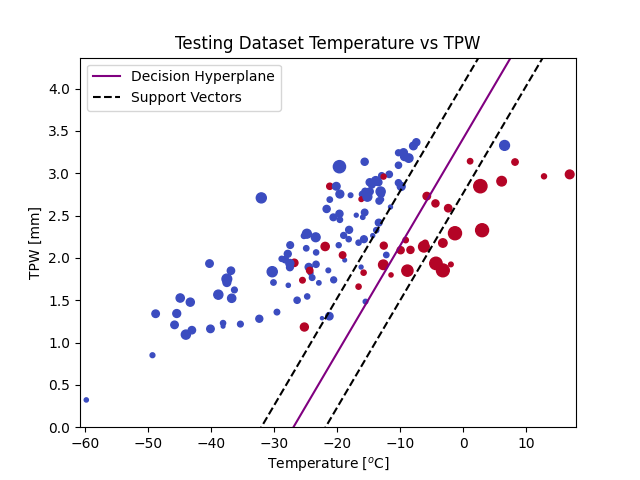 Testing Dataset Temperature vs TPW
Decision Hyperplane
Support Vectors
TPW [mm]
4.0
3.5
3.0
2.5
2.0
1.5
1.0
0.5
0.0
−60 −50 −40 −30 −20 −10 0 10
Temperature [°C]